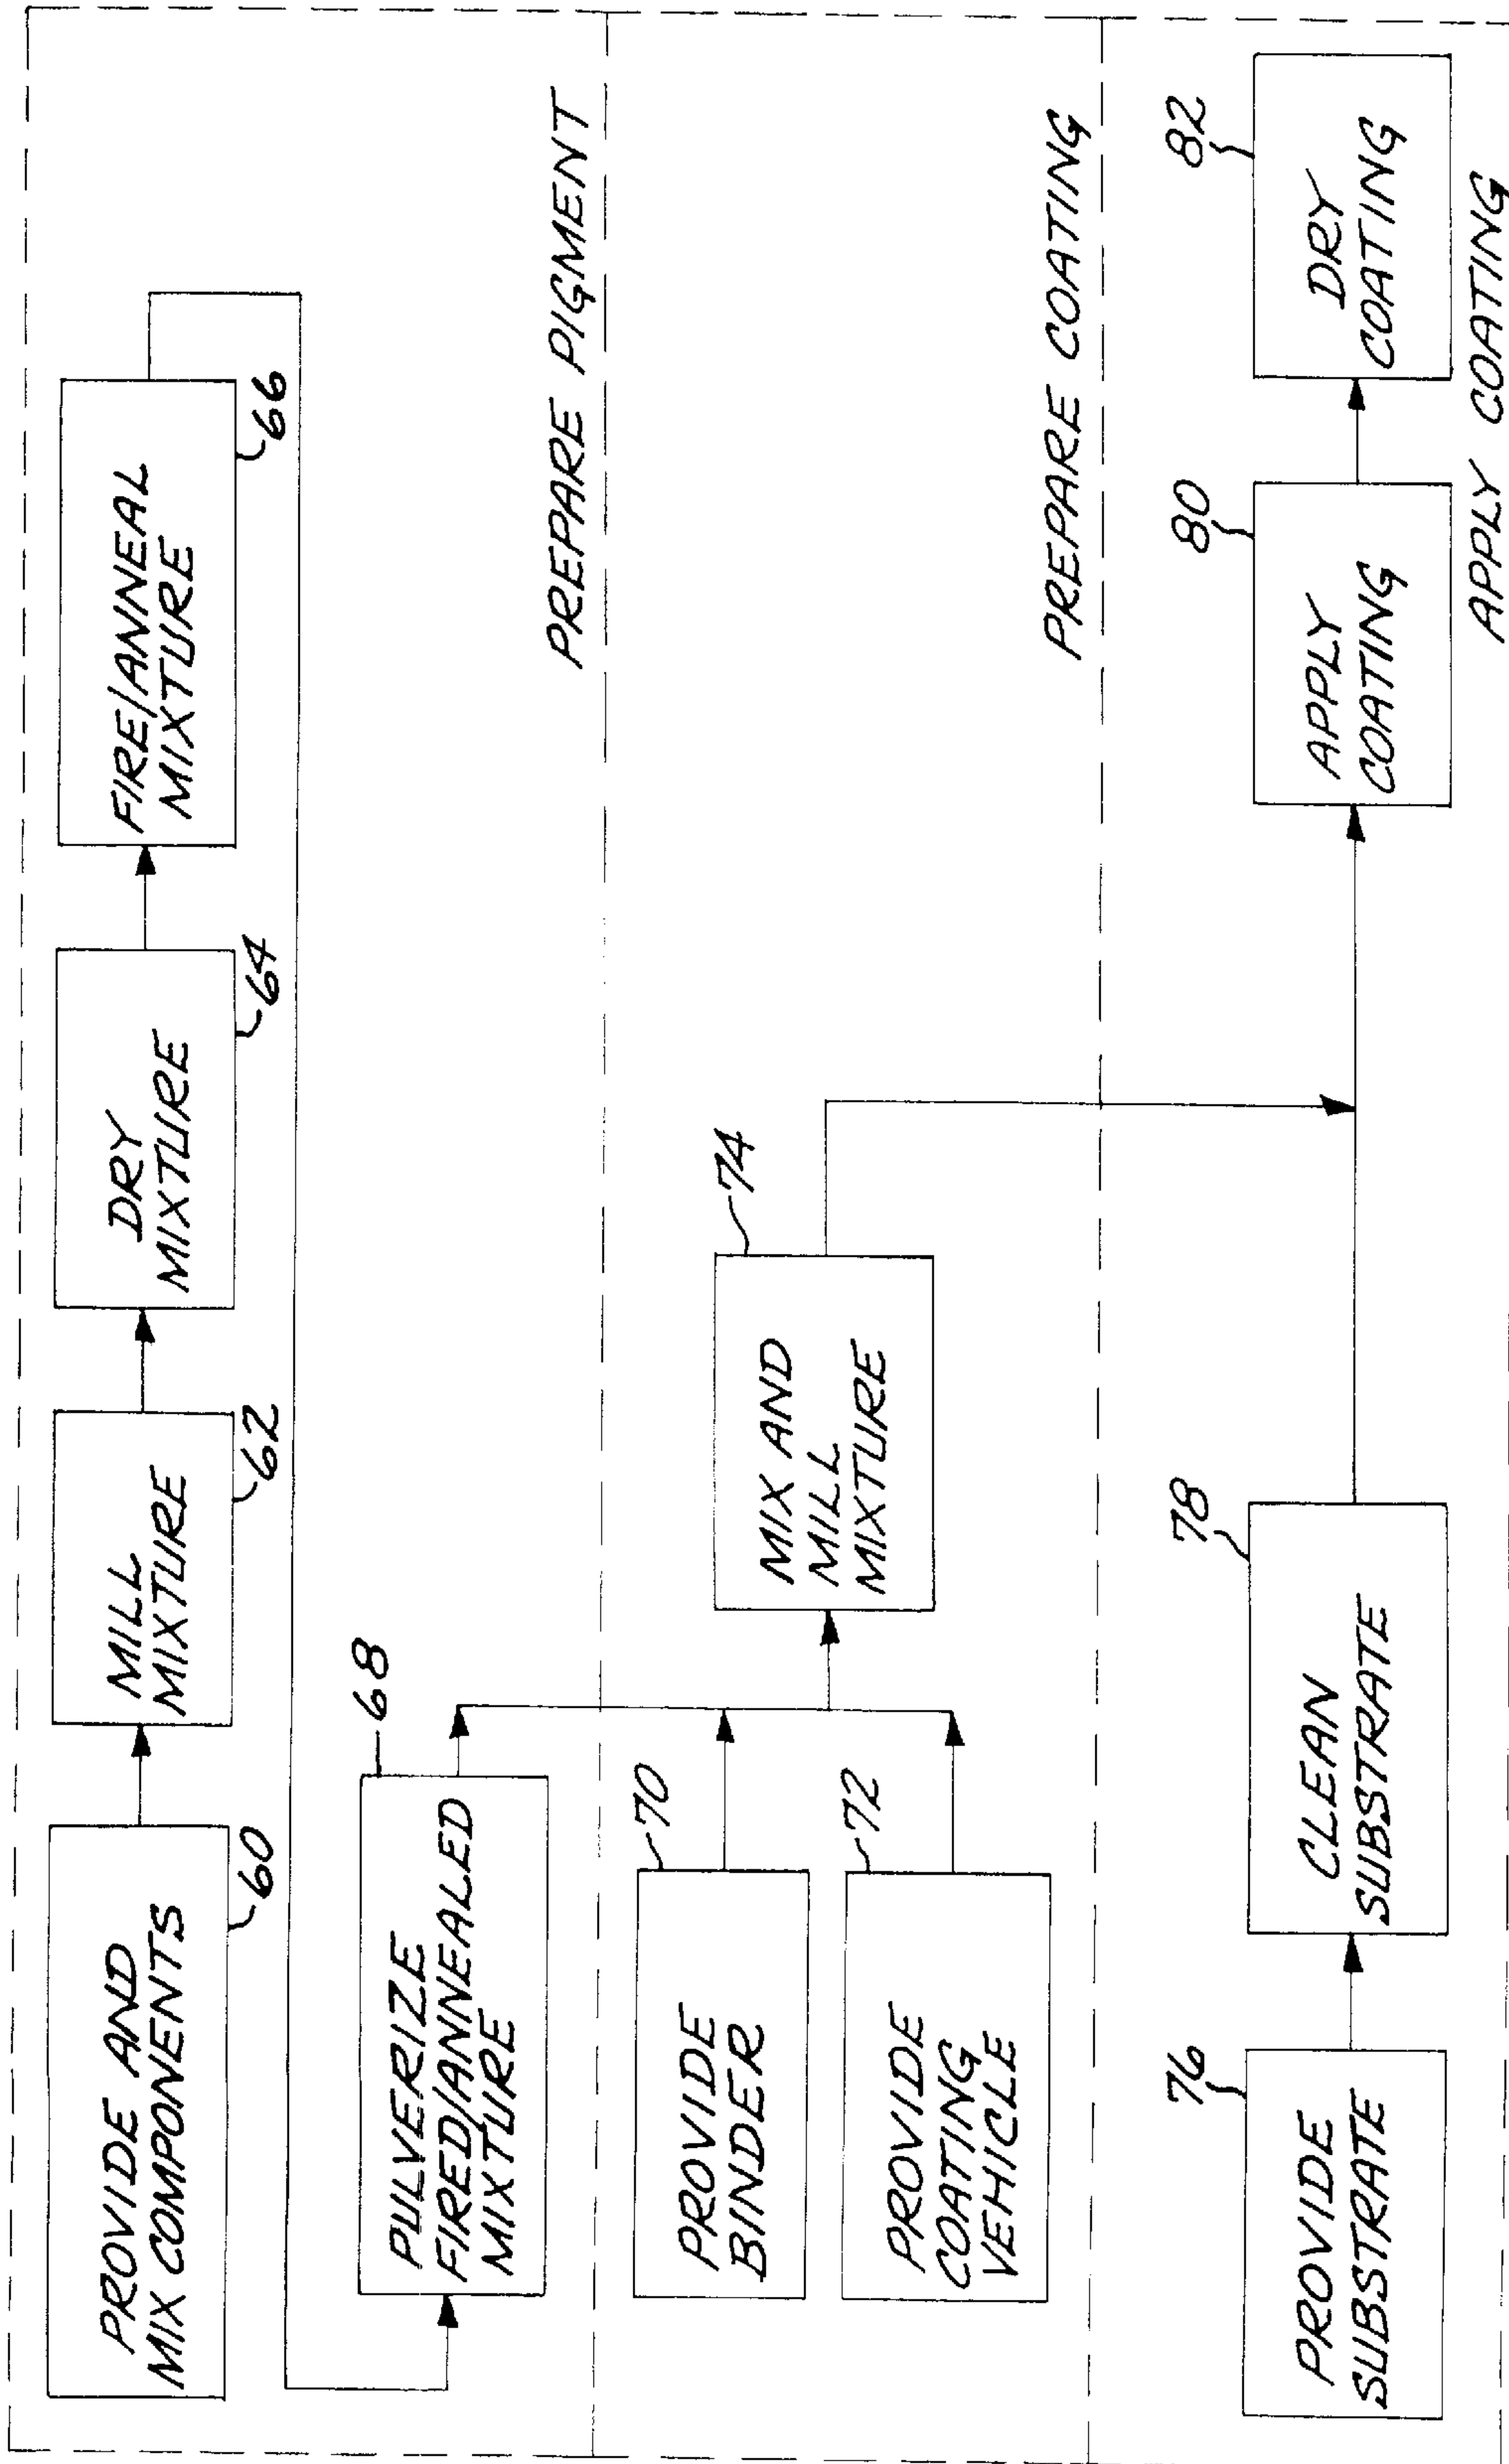 PROVIDE AND
MIX COMPONENTS
60
MILL
MIXTURE
62
DRY
MIXTURE
64
FIRE/ANNEAL
MIXTURE
66
PULVERIZE
FIRED/ANNEALED
MIXTURE
68
PREPARE PIGMENT
PROVIDE
BINDER
70
PROVIDE
COATING
VEHICLE
72
MIX AND
MILL
MIXTURE
74
PREPARE COATING
PROVIDE
SUBSTRATE
76
CLEAN
SUBSTRATE
78
APPLY
COATING
80
DRY
COATING
82
APPLY COATING